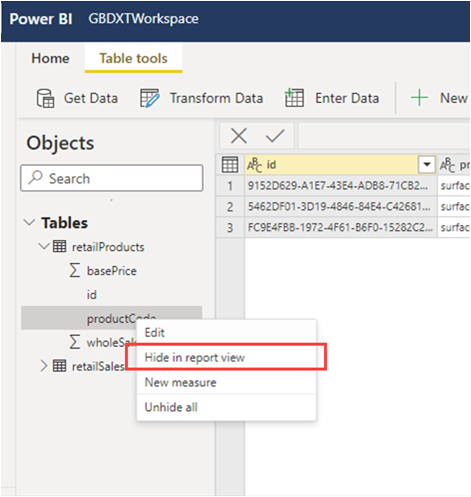 Power BI GBDXTWorkspace
Home Table tools
Get Data Transform Data Enter Data New
Objects
Search
Tables
retailProducts
basePrice
id
productCode
wholeSal
retailSales
Edit
Hide in report view
New measure
Unhide all
ABC id ABC pr
1 9152D629-A1E7-43E4-ADB8-71CB2... surfac
2 5462DF01-3D19-4846-84E4-C42681... surfac
3 FC9E4FBB-1972-4F61-B6F0-15282C2... surfac